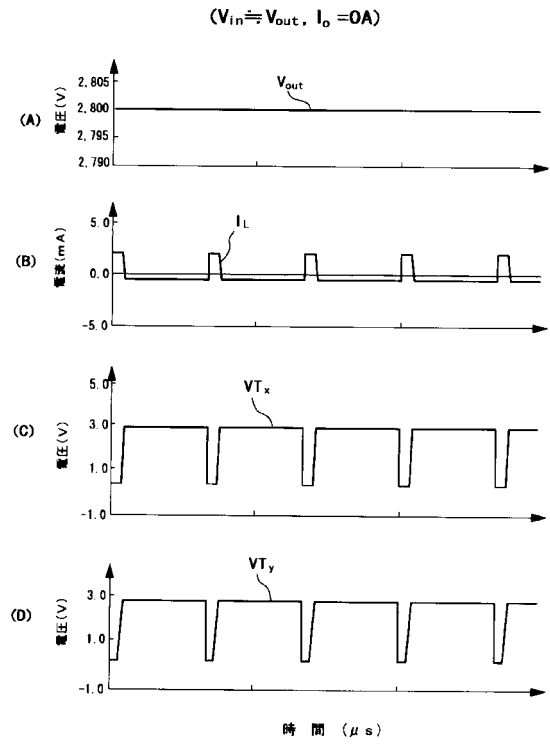 (Vin≒Vout, Io=0A)
(A)
電圧(V)
2,805
2,800
2,795
2,790
Vout
(B)
電流(mA)
5.0
0.0
-5.0
IL
(C)
電圧(V)
5.0
3.0
1.0
-1.0
VTx
(D)
電圧(V)
3.0
1.0
-1.0
VTy
時間 (μs)